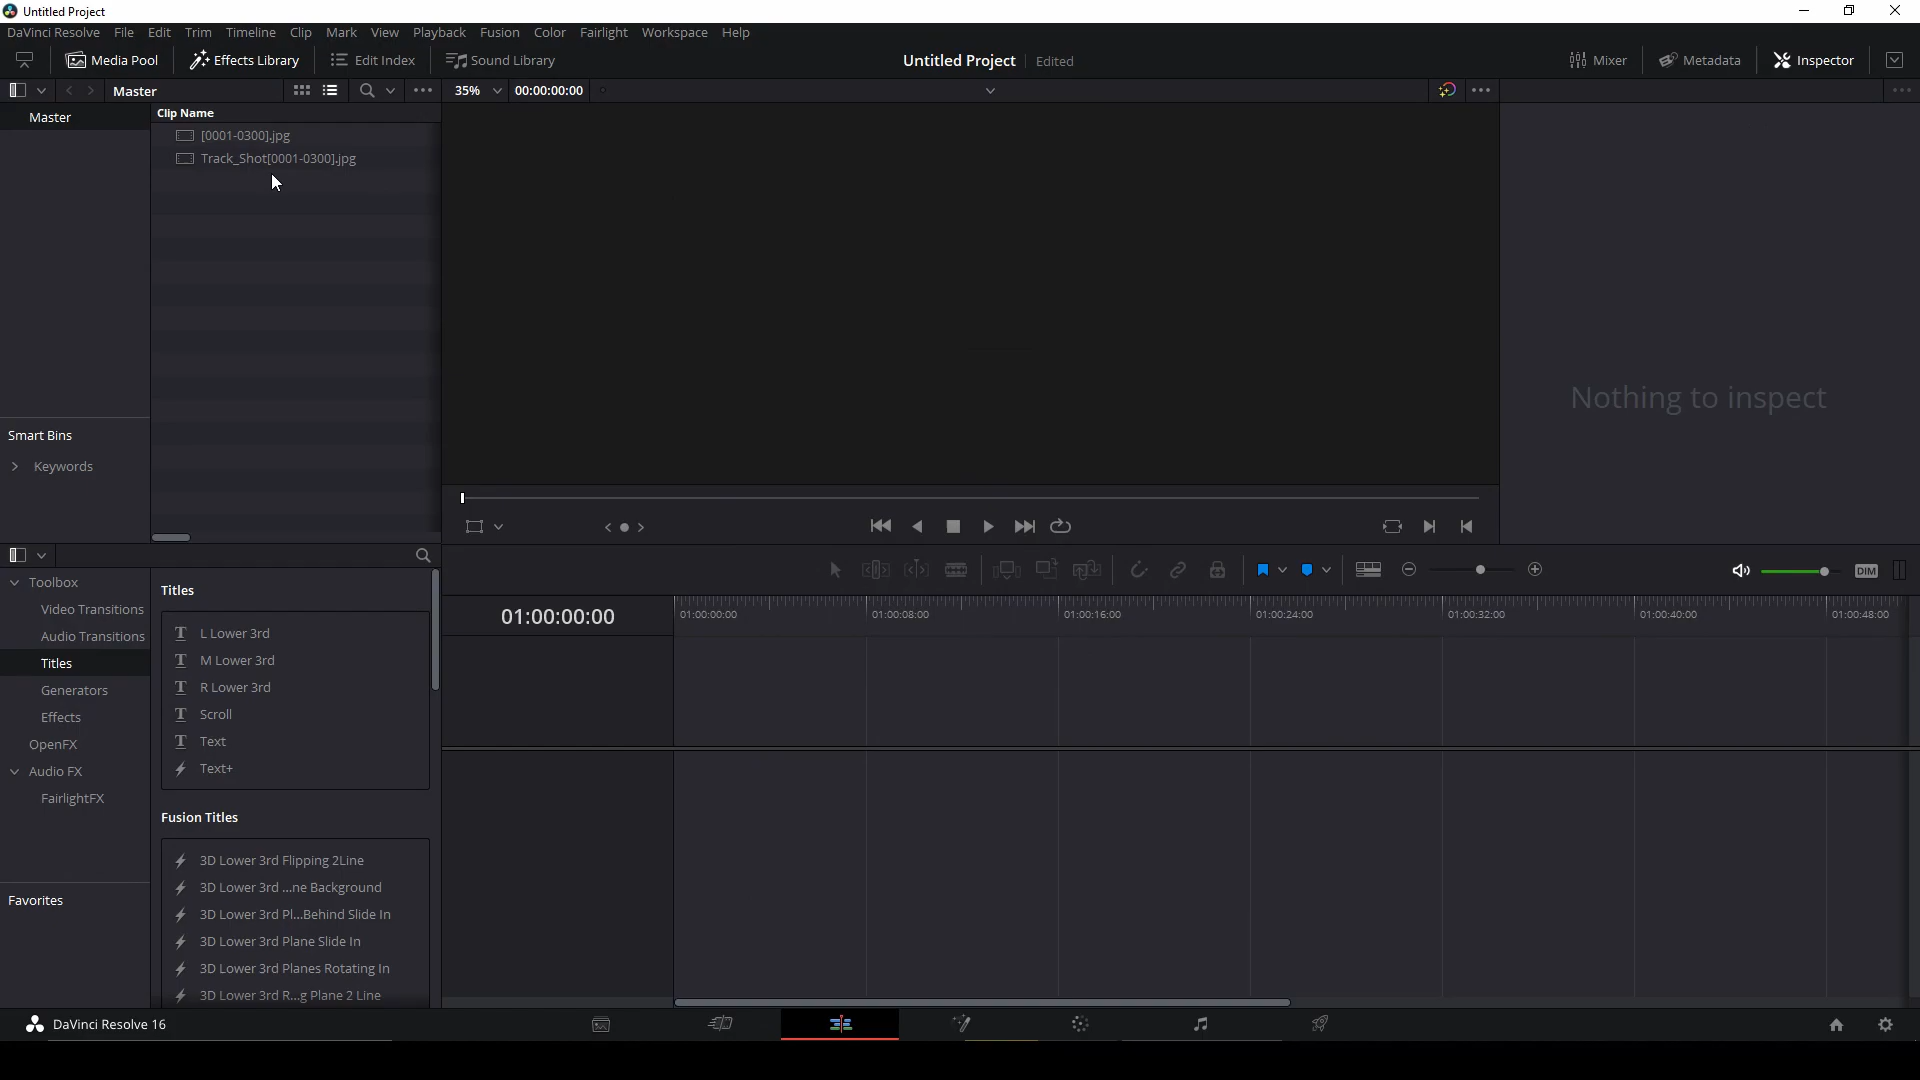 Untitled Project
DaVinci Resolve File Edit Trim Timeline Clip Mark View Playback Fusion Color Fairlight Workspace Help
Media Pool Effects Library Edit Index Sound Library Untitled Project Edited Mixer Metadata Inspector
Master 35% 00:00:00:00
Master
Clip Name
[0001-0300].jpg
Track_Shot[0001-0300].jpg
Nothing to inspect
Smart Bins
Keywords
DIM
Toolbox
Video Transitions
Audio Transitions
Titles
Generators
Effects
OpenFX
Audio FX
FairlightFX
Favorites
Titles
L Lower 3rd
M Lower 3rd
R Lower 3rd
Scroll
Text
Text+
Fusion Titles
3D Lower 3rd Flipping 2Line
3D Lower 3rd ...ne Background
3D Lower 3rd Pl...Behind Slide In
3D Lower 3rd Plane Slide In
3D Lower 3rd Planes Rotating In
3D Lower 3rd R...g Plane 2 Line
01:00:00:00
01:00:00:00 01:00:08:00 01:00:16:00 01:00:24:00 01:00:32:00 01:00:40:00 01:00:48:00
DaVinci Resolve 16